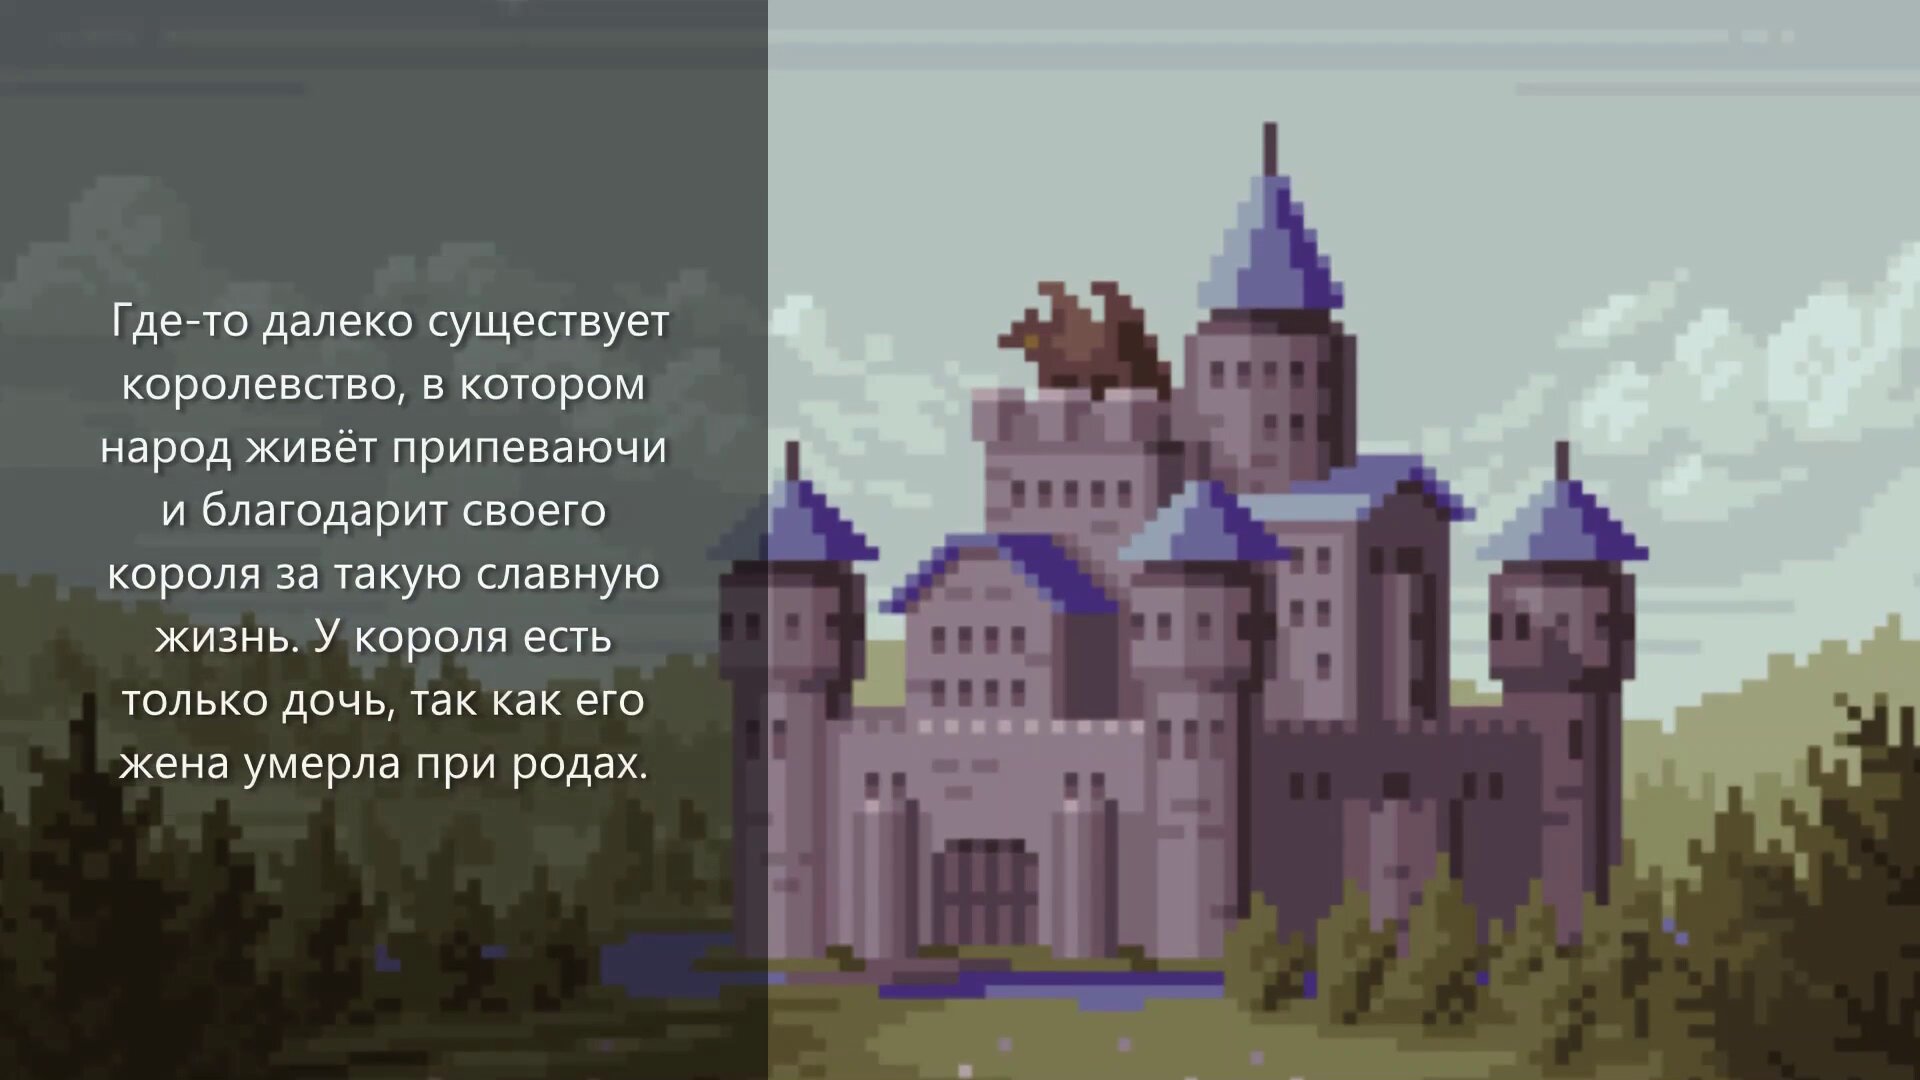 Где-то далеко существует
королевство, в котором
народ живёт припеваючи
и благодарит своего
короля за такую славную
жизнь. У короля есть
только дочь, так как его
жена умерла при родах.